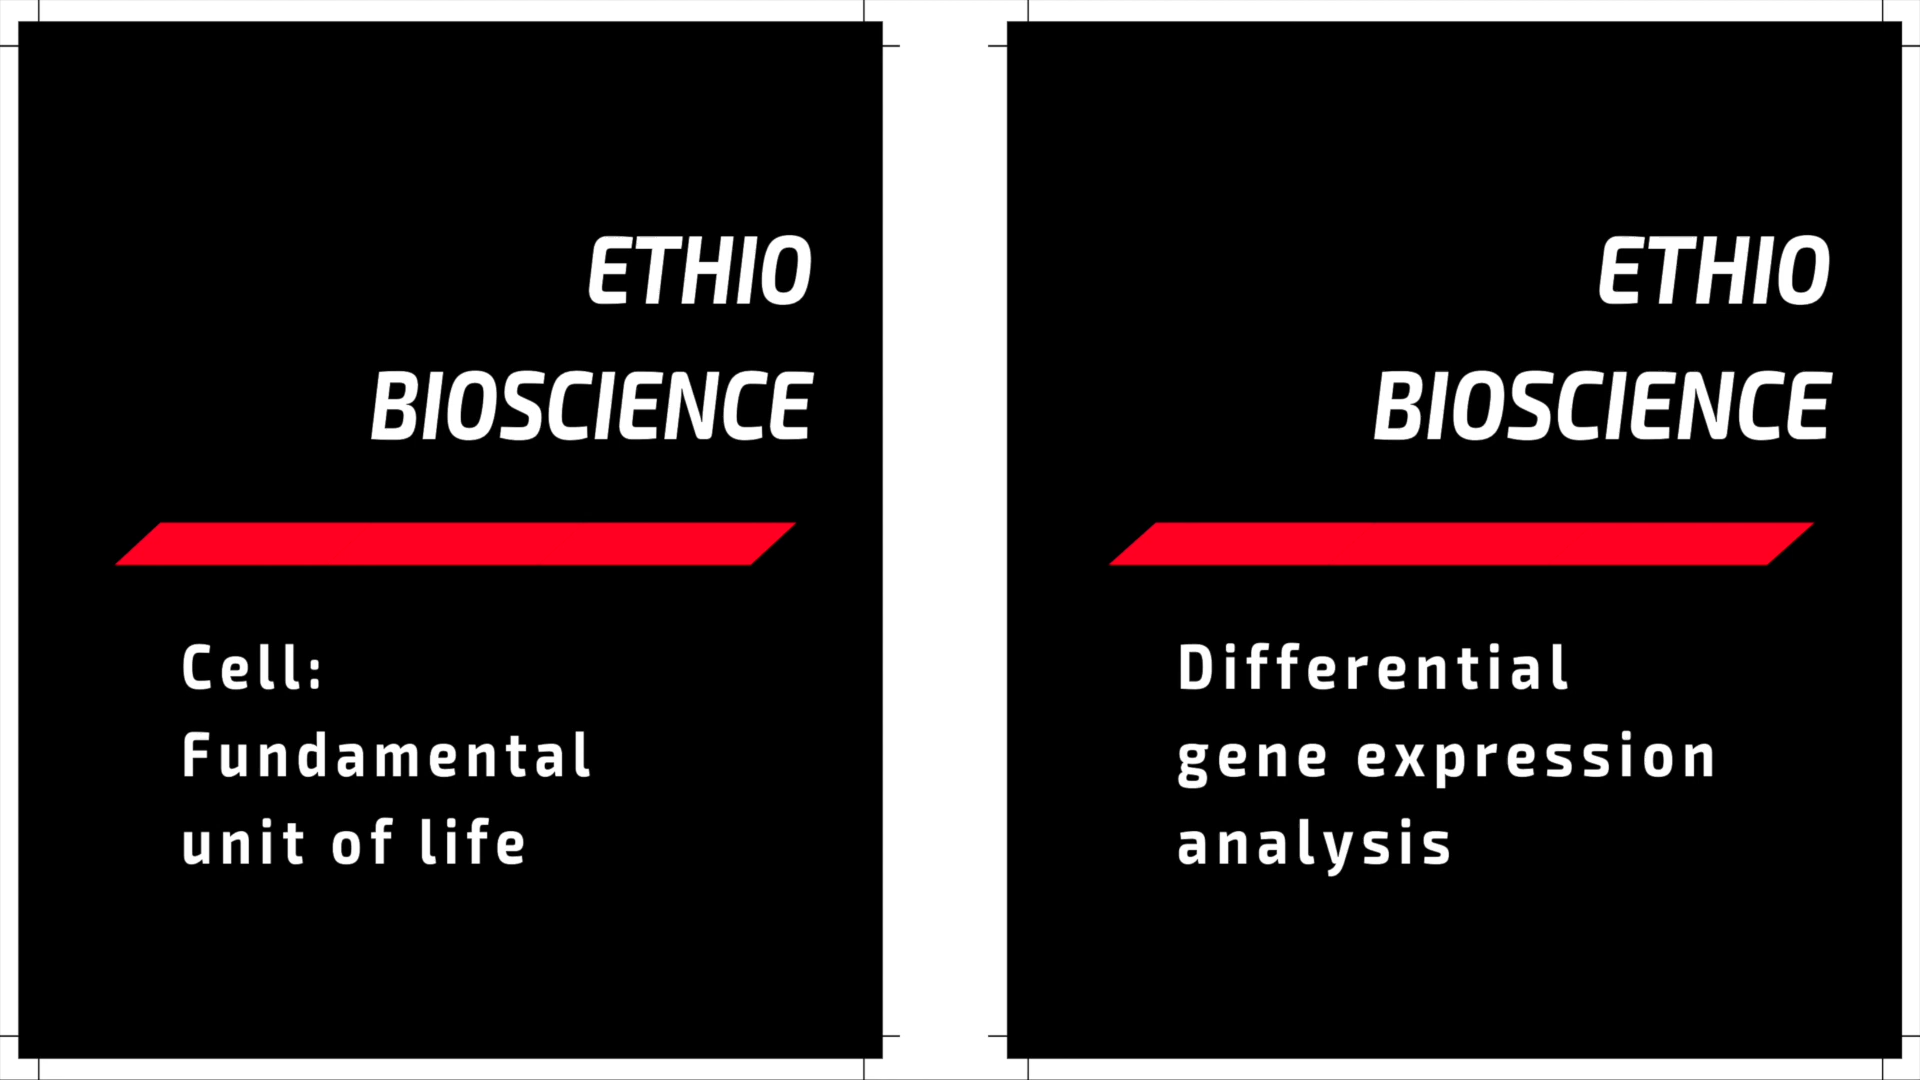 ETHIO
BIOSCIENCE
Cell:
Fundamental
unit of life
ETHIO
BIOSCIENCE
Differential
gene expression
analysis